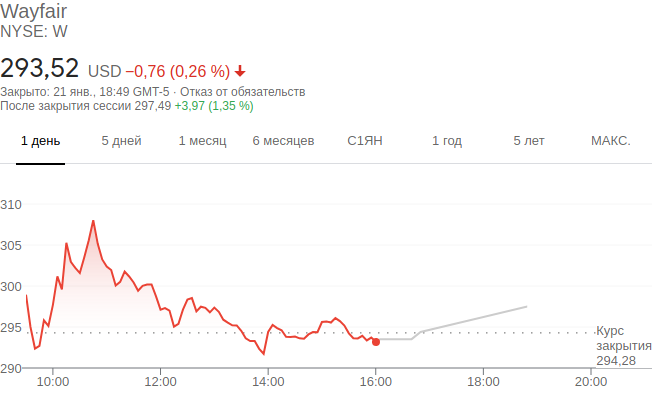 Wayfair
NYSE: W
293,52 USD −0,76 (0,26 %)
Закрыто: 21 янв., 18:49 GMT-5 · Отказ от обязательств
После закрытия сессии 297,49 +3,97 (1,35 %)
1 день 5 дней 1 месяц 6 месяцев С1ЯН 1 год 5 лет МАКС.
310
305
300
295
290
Курс
закрытия
294,28
10:00 12:00 14:00 16:00 18:00 20:00